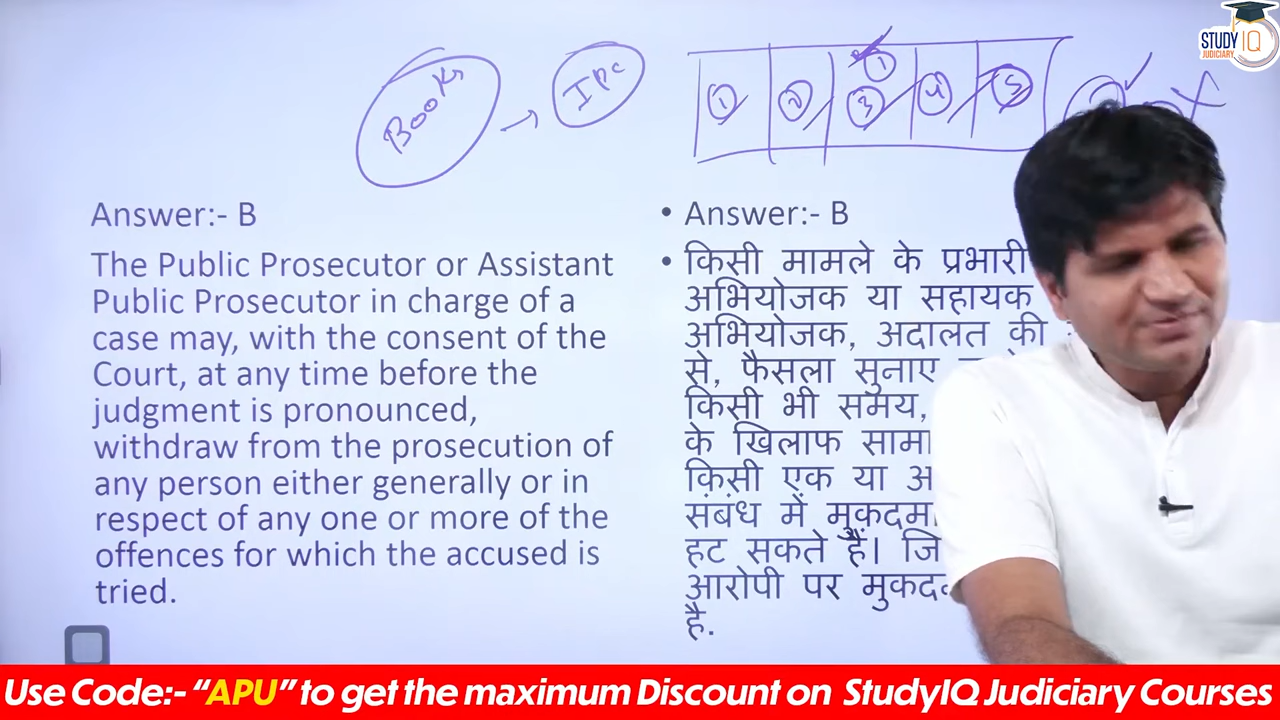 STUDY IQ
JUDICIARY
Books → IPC
1 2 3 1 4 5
Answer:- B
The Public Prosecutor or Assistant
Public Prosecutor in charge of a
case may, with the consent of the
Court, at any time before the
judgment is pronounced,
withdraw from the prosecution of
any person either generally or in
respect of any one or more of the
offences for which the accused is
tried.
• Answer:- B
• किसी मामले के प्रभारी
अभियोजक या सहायक
अभियोजक, अदालत की
से, फैसला सुनाए
किसी भी समय,
के खिलाफ
किसी एक या
संबंध में
हट सकते हैं।
आरोपी पर
है.
Use Code:- “APU” to get the maximum Discount on StudyIQ Judiciary Courses